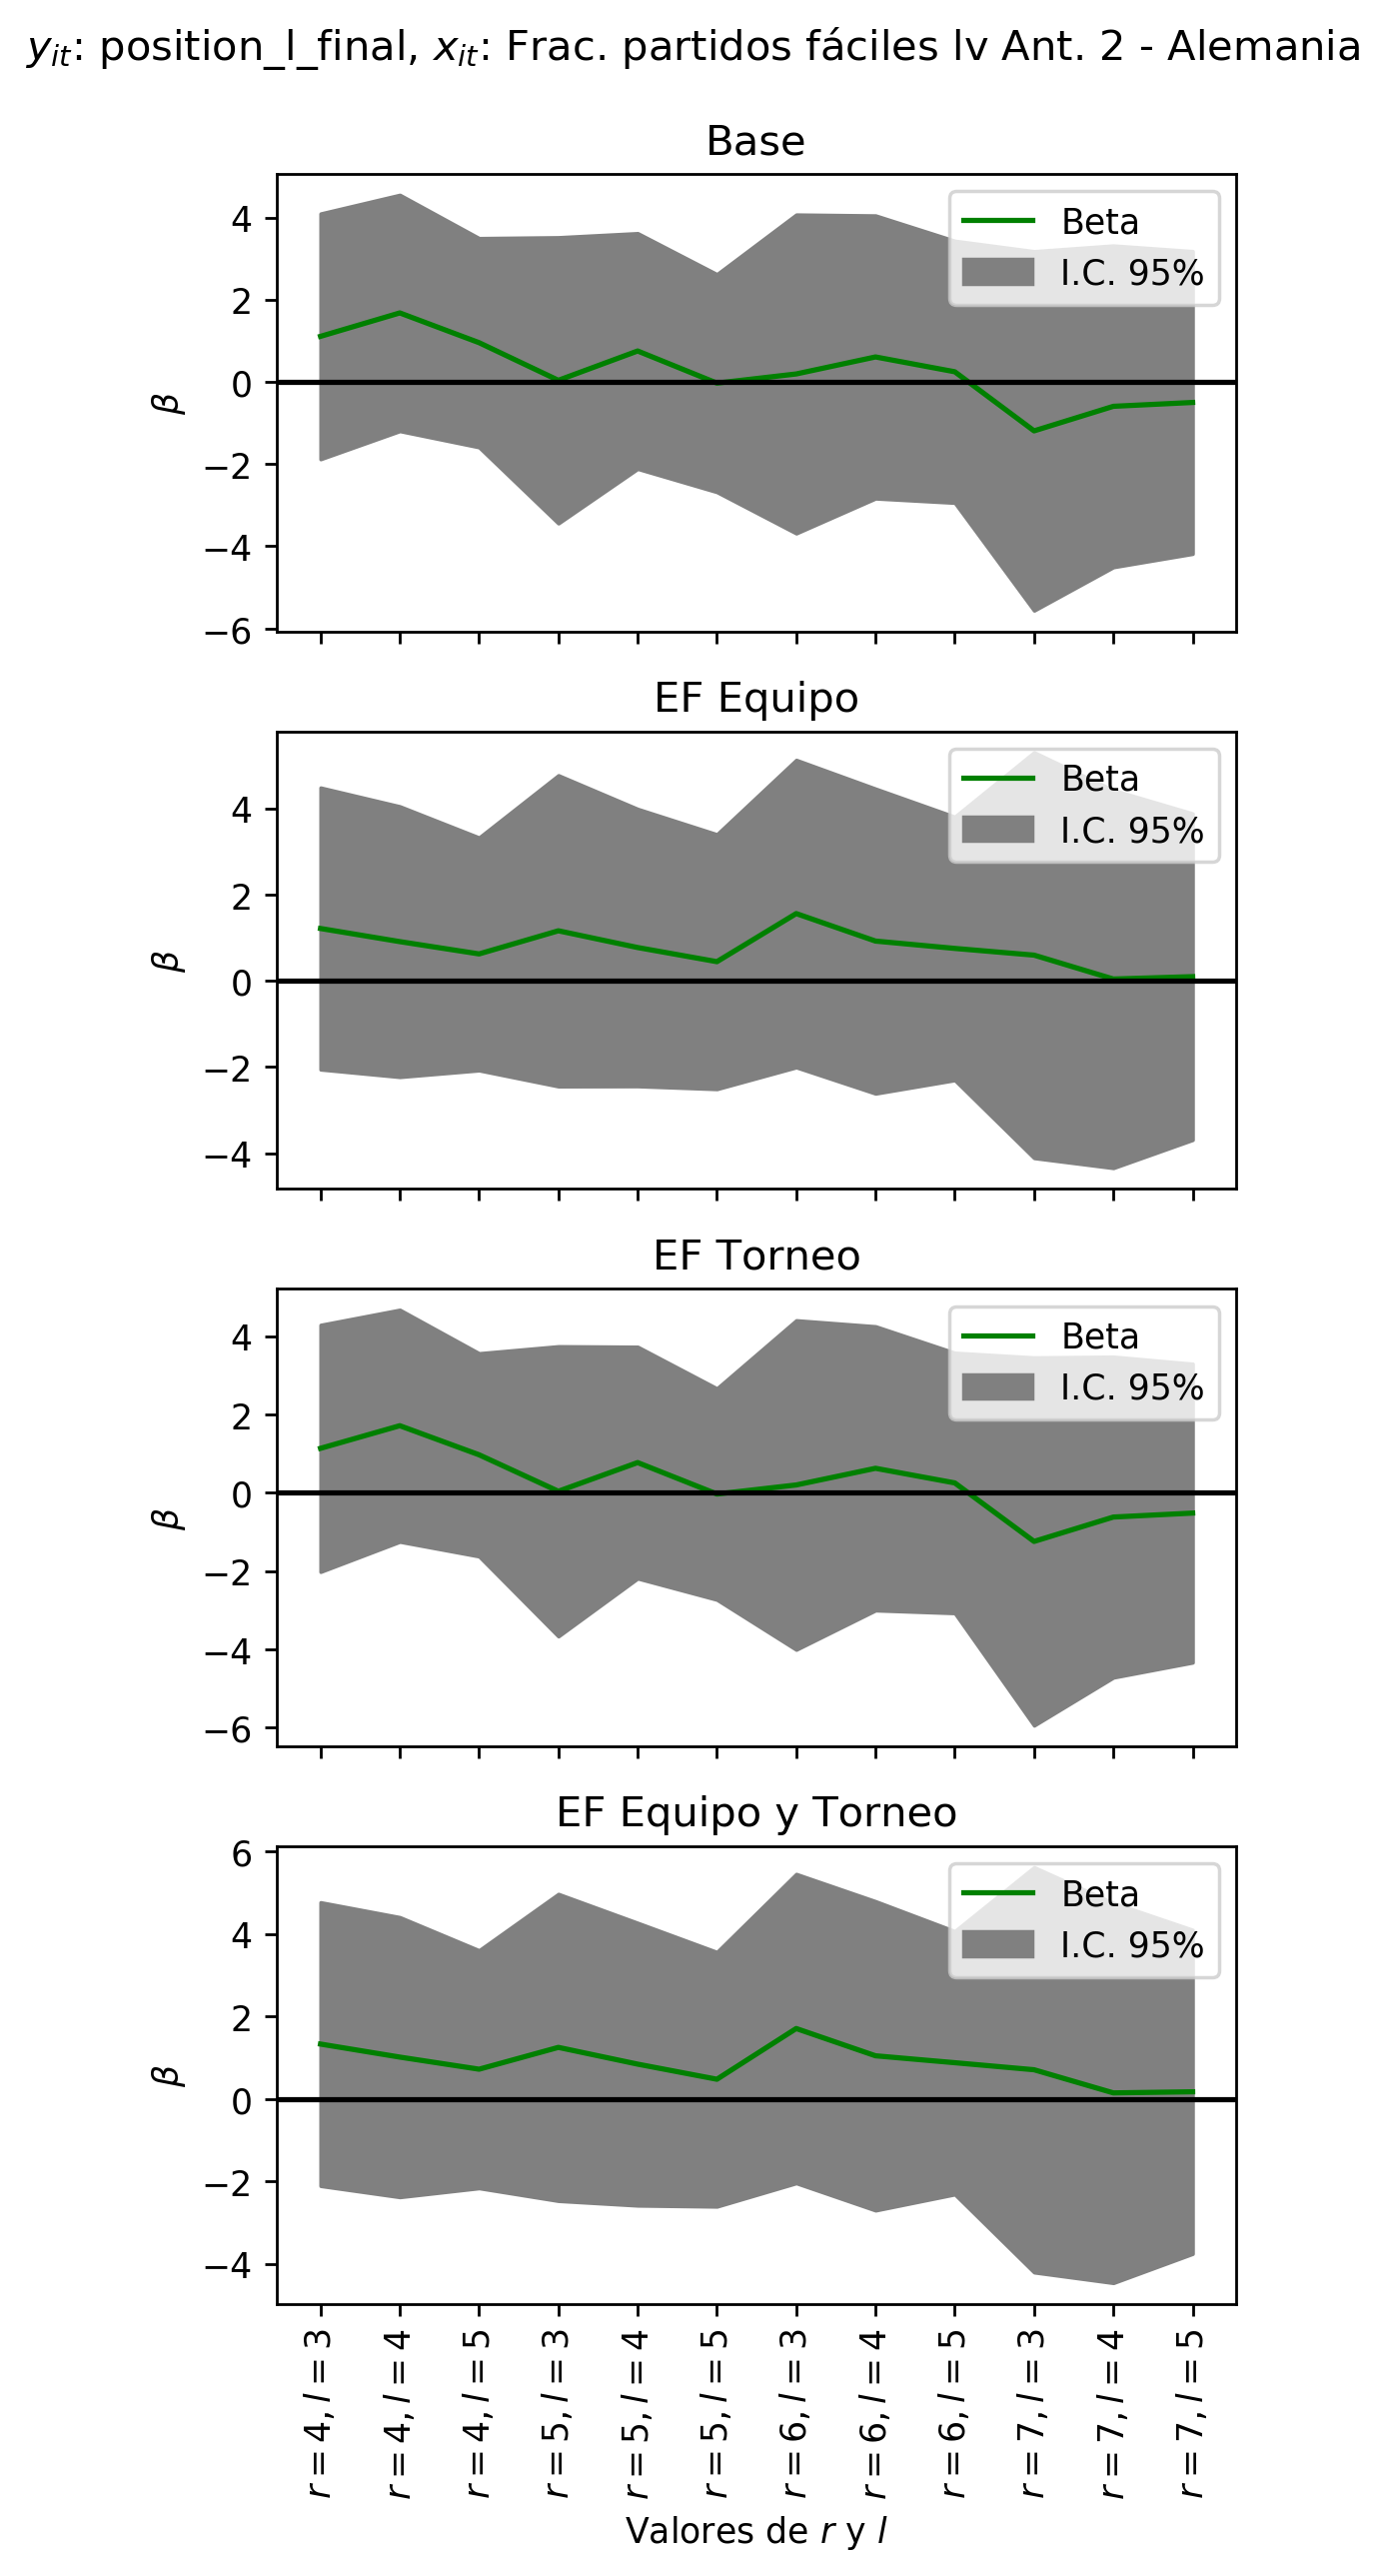 y_it: position_l_final, x_it: Frac. partidos fáciles lv Ant. 2 - Alemania
Base
4
2
0
−2
−4
−6
β
Beta
I.C. 95%
EF Equipo
4
2
0
−2
−4
β
Beta
I.C. 95%
EF Torneo
4
2
0
−2
−4
−6
β
Beta
I.C. 95%
EF Equipo y Torneo
6
4
2
0
−2
−4
β
Beta
I.C. 95%
r = 4, l = 3
r = 4, l = 4
r = 4, l = 5
r = 5, l = 3
r = 5, l = 4
r = 5, l = 5
r = 6, l = 3
r = 6, l = 4
r = 6, l = 5
r = 7, l = 3
r = 7, l = 4
r = 7, l = 5
Valores de r y l